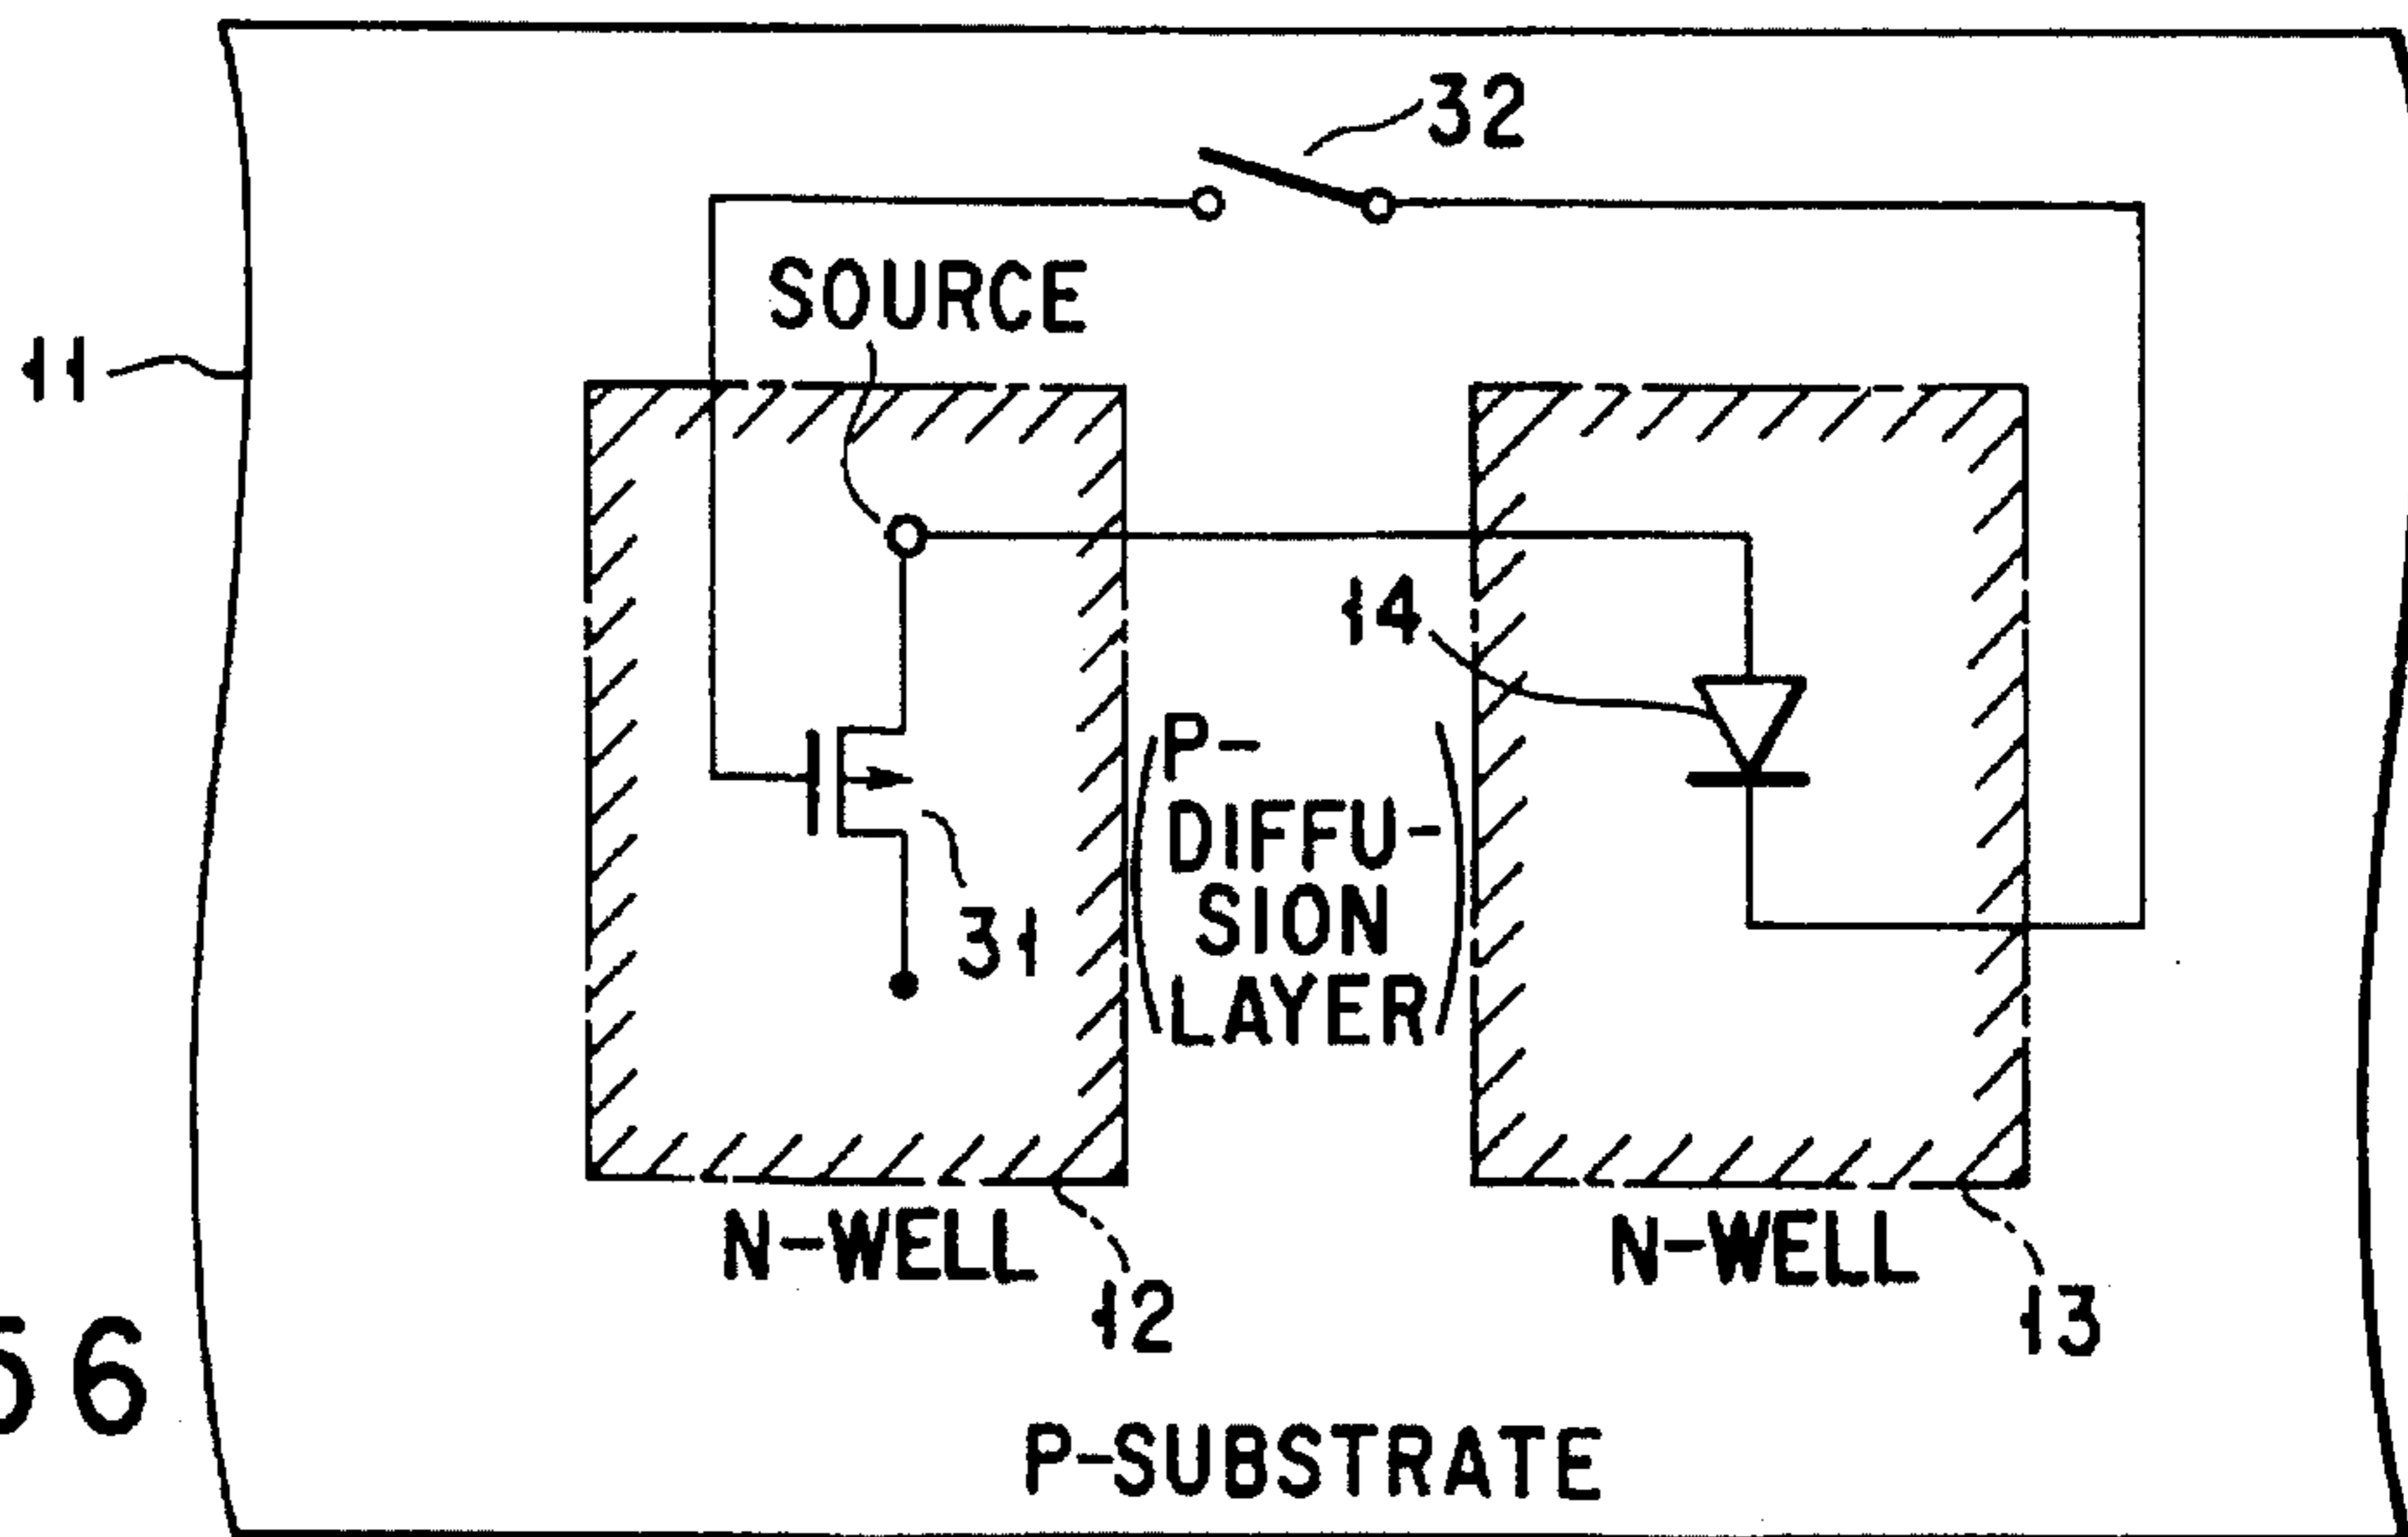 32
SOURCE
11
14
(P-
DIFFU-
SION
LAYER)
31
N-WELL
N-WELL
12
13
56
P-SUBSTRATE